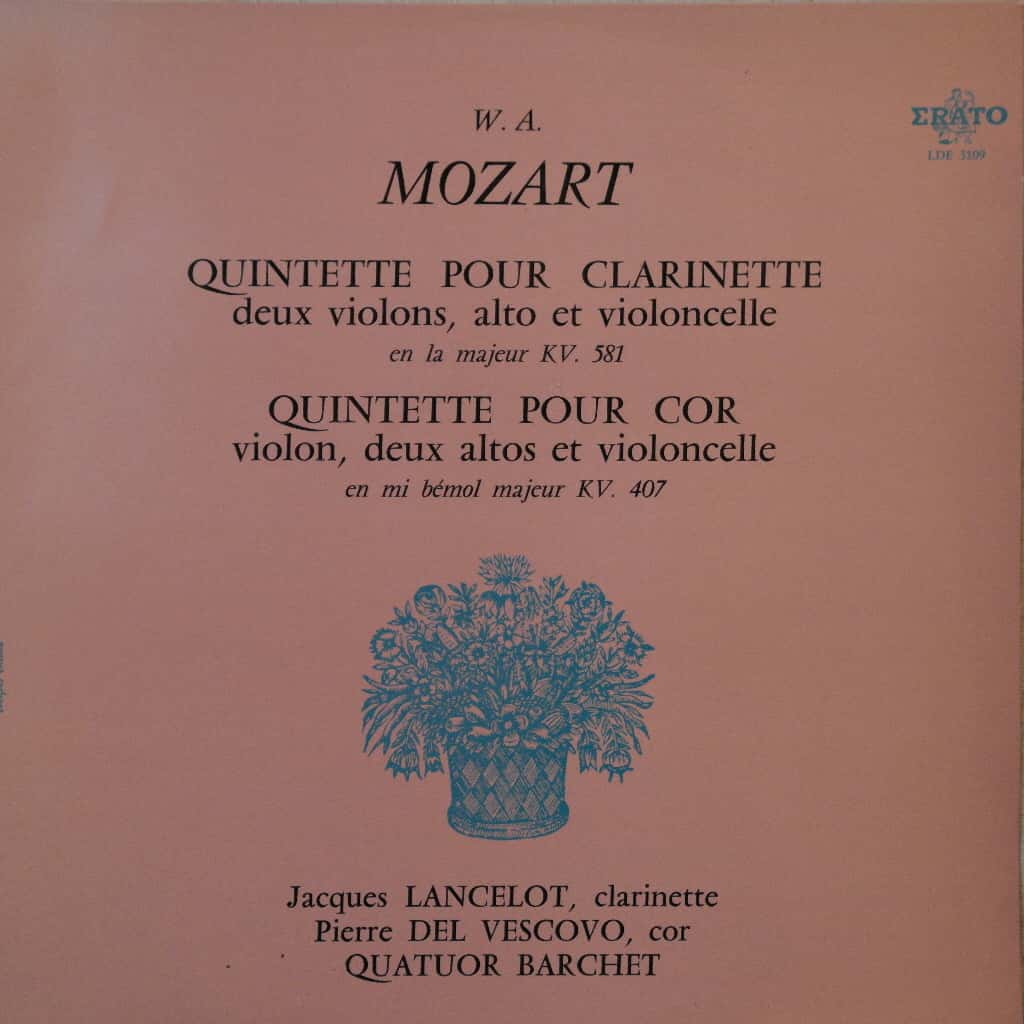 W. A.
MOZART
ΣRATO
LDE 3109
QUINTETTE POUR CLARINETTE
deux violons, alto et violoncelle
en la majeur KV. 581
QUINTETTE POUR COR
violon, deux altos et violoncelle
en mi bémol majeur KV. 407
Jacques LANCELOT, clarinette
Pierre DEL VESCOVO, cor
QUATUOR BARCHET